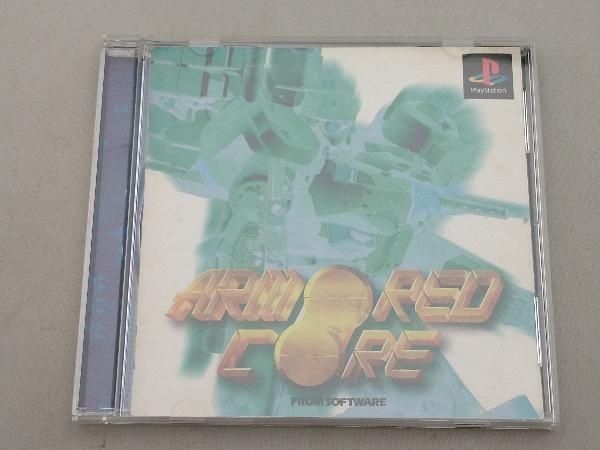 PlayStation
ARMORED
CORE
FROM SOFTWARE